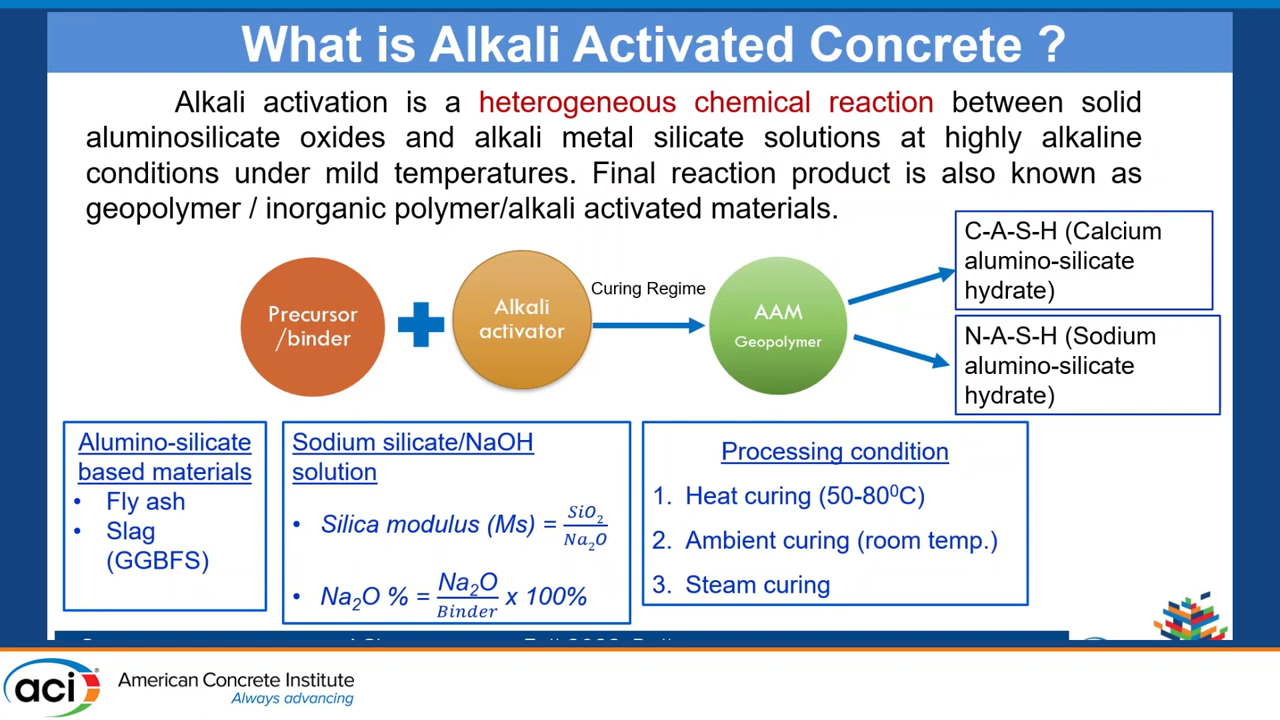 What is Alkali Activated Concrete ?
Alkali activation is a heterogeneous chemical reaction between solid
aluminosilicate oxides and alkali metal silicate solutions at highly alkaline
conditions under mild temperatures. Final reaction product is also known as
geopolymer / inorganic polymer/alkali activated materials.
Precursor
/binder
Alkali
activator
Curing Regime
AAM
Geopolymer
C-A-S-H (Calcium
alumino-silicate
hydrate)
N-A-S-H (Sodium
alumino-silicate
hydrate)
Alumino-silicate
based materials
• Fly ash
• Slag
(GGBFS)
Sodium silicate/NaOH
solution
• Silica modulus (Ms) = SiO₂/Na₂O
• Na₂O % = Na₂O/Binder x 100%
Processing condition
1. Heat curing (50-80⁰C)
2. Ambient curing (room temp.)
3. Steam curing
aci®
American Concrete Institute
Always advancing